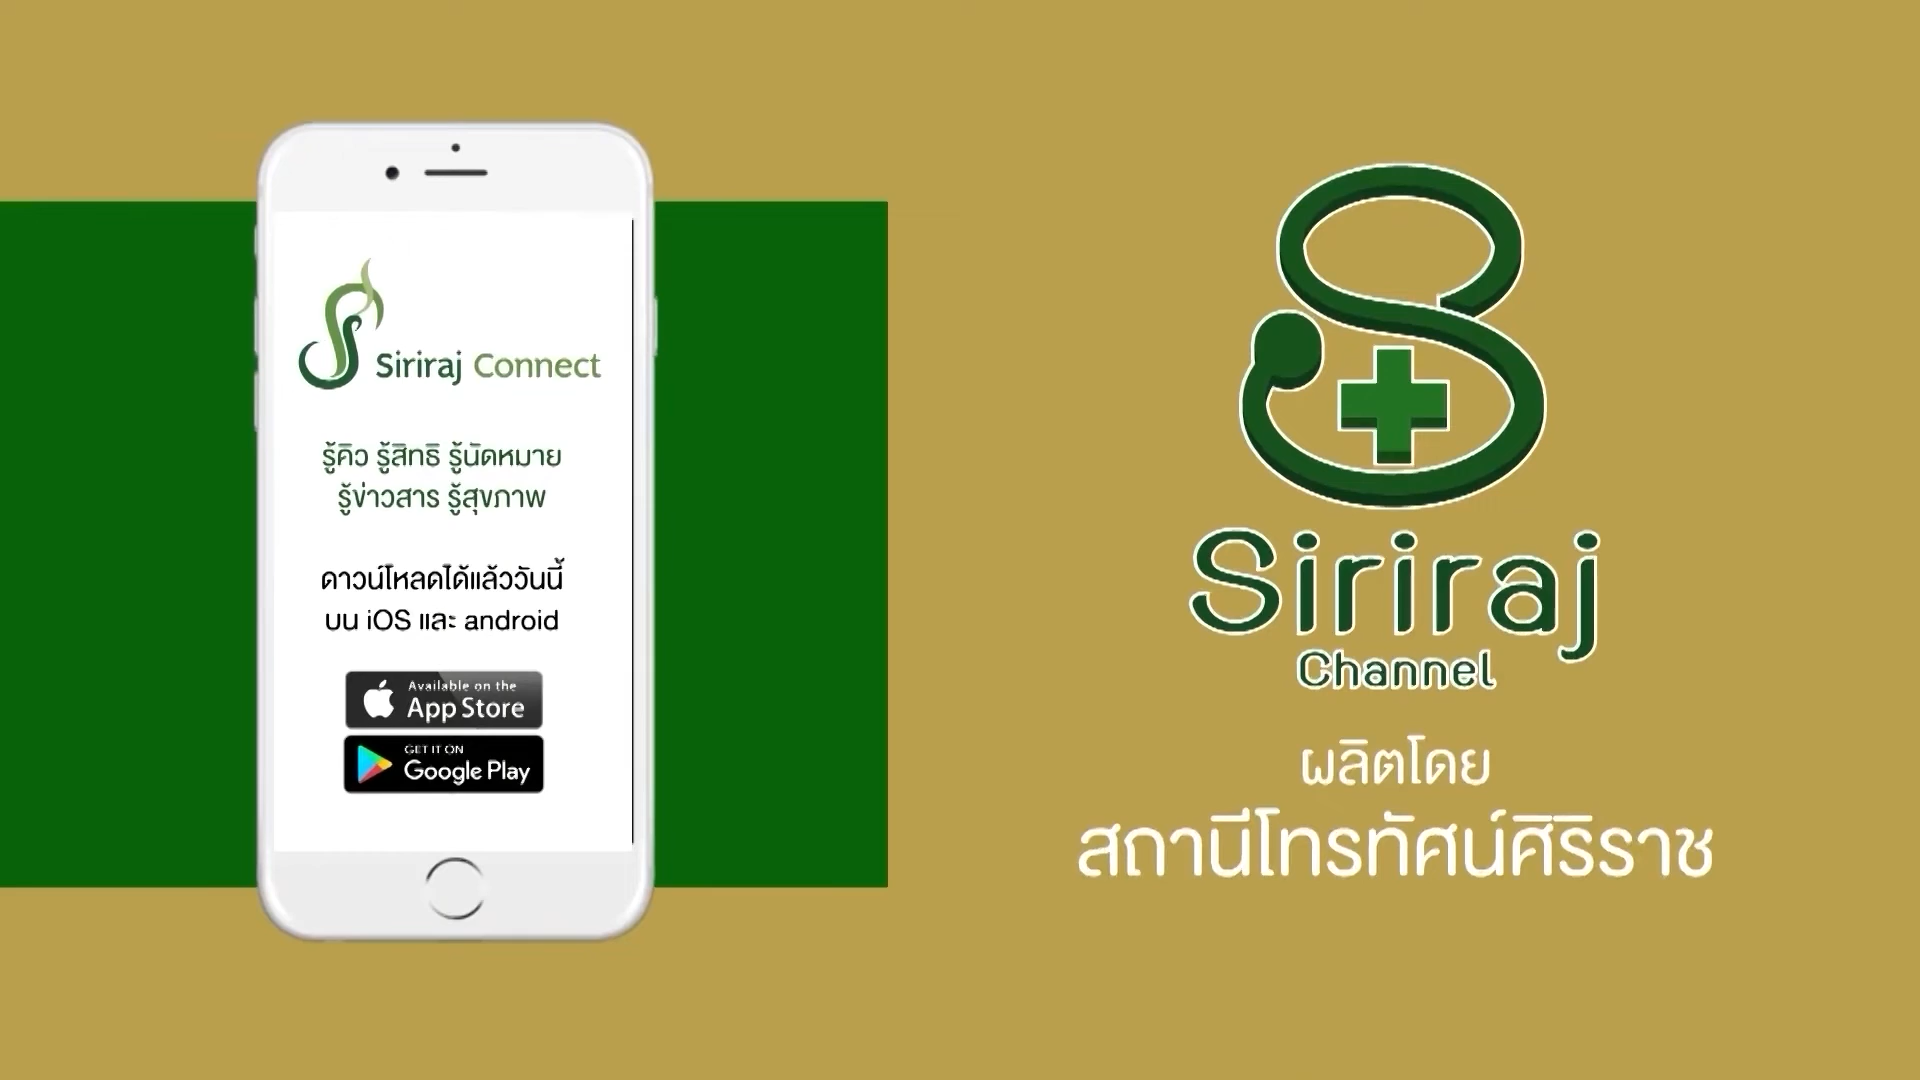 Siriraj Connect
รู้คิว รู้สิทธิ รู้นัดหมาย
รู้ข่าวสาร รู้สุขภาพ
ดาวน์โหลดได้แล้ววันนี้
บน iOS และ android
Available on the
App Store
GET IT ON
Google Play
Siriraj
Channel
ผลิตโดย
สถานีโทรทัศน์ศิริราช